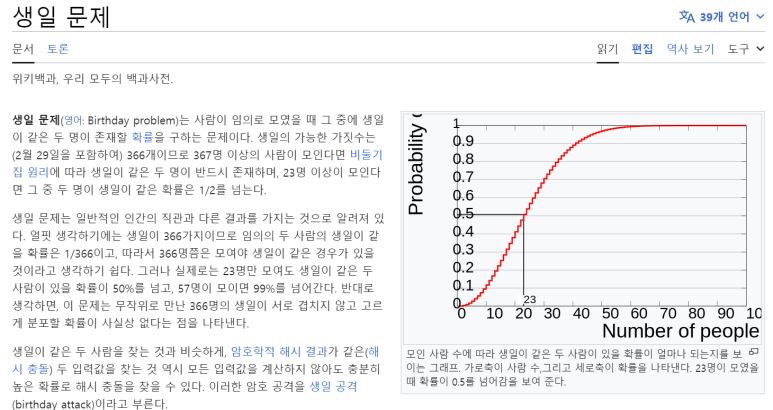 생일 문제
39개 언어
문서
토론
읽기
편집
역사 보기
도구
위키백과, 우리 모두의 백과사전.
생일 문제(영어: Birthday problem)는 사람이 임의로 모였을 때 그 중에 생일
이 같은 두 명이 존재할 확률을 구하는 문제이다. 생일의 가능한 가짓수는
(2월 29일을 포함하여) 366개이므로 367명 이상의 사람이 모인다면 비둘기
집 원리에 따라 생일이 같은 두 명이 반드시 존재하며, 23명 이상이 모인다
면 그 중 두 명이 생일이 같은 확률은 1/2를 넘는다.
생일 문제는 일반적인 인간의 직관과 다른 결과를 가지는 것으로 알려져 있
다. 얼핏 생각하기에는 생일이 366가지이므로 임의의 두 사람의 생일이 같
을 확률은 1/366이고, 따라서 366명쯤은 모여야 생일이 같은 경우가 있을
것이라고 생각하기 쉽다. 그러나 실제로는 23명만 모여도 생일이 같은 두
사람이 있을 확률이 50%를 넘고, 57명이 모이면 99%를 넘어간다. 반대로
생각하면, 이 문제는 무작위로 만난 366명의 생일이 서로 겹치지 않고 고르
게 분포할 확률이 사실상 없다는 점을 나타낸다.
생일이 같은 두 사람을 찾는 것과 비슷하게, 암호학적 해시 결과가 같은(해
시 충돌) 두 입력값을 찾는 것 역시 모든 입력값을 계산하지 않아도 충분히
높은 확률로 해시 충돌을 찾을 수 있다. 이러한 암호 공격을 생일 공격
(birthday attack)이라고 부른다.
Probability
1
0.9
0.8
0.7
0.6
0.5
0.4
0.3
0.2
0.1
0
23
0 10 20 30 40 50 60 70 80 90
Number of people
모인 사람 수에 따라 생일이 같은 두 사람이 있을 확률이 얼마나 되는지를 보
이는 그래프. 가로축이 사람 수,그리고 세로축이 확률을 나타낸다. 23명이 모였을
때 확률이 0.5를 넘어감을 보여 준다.